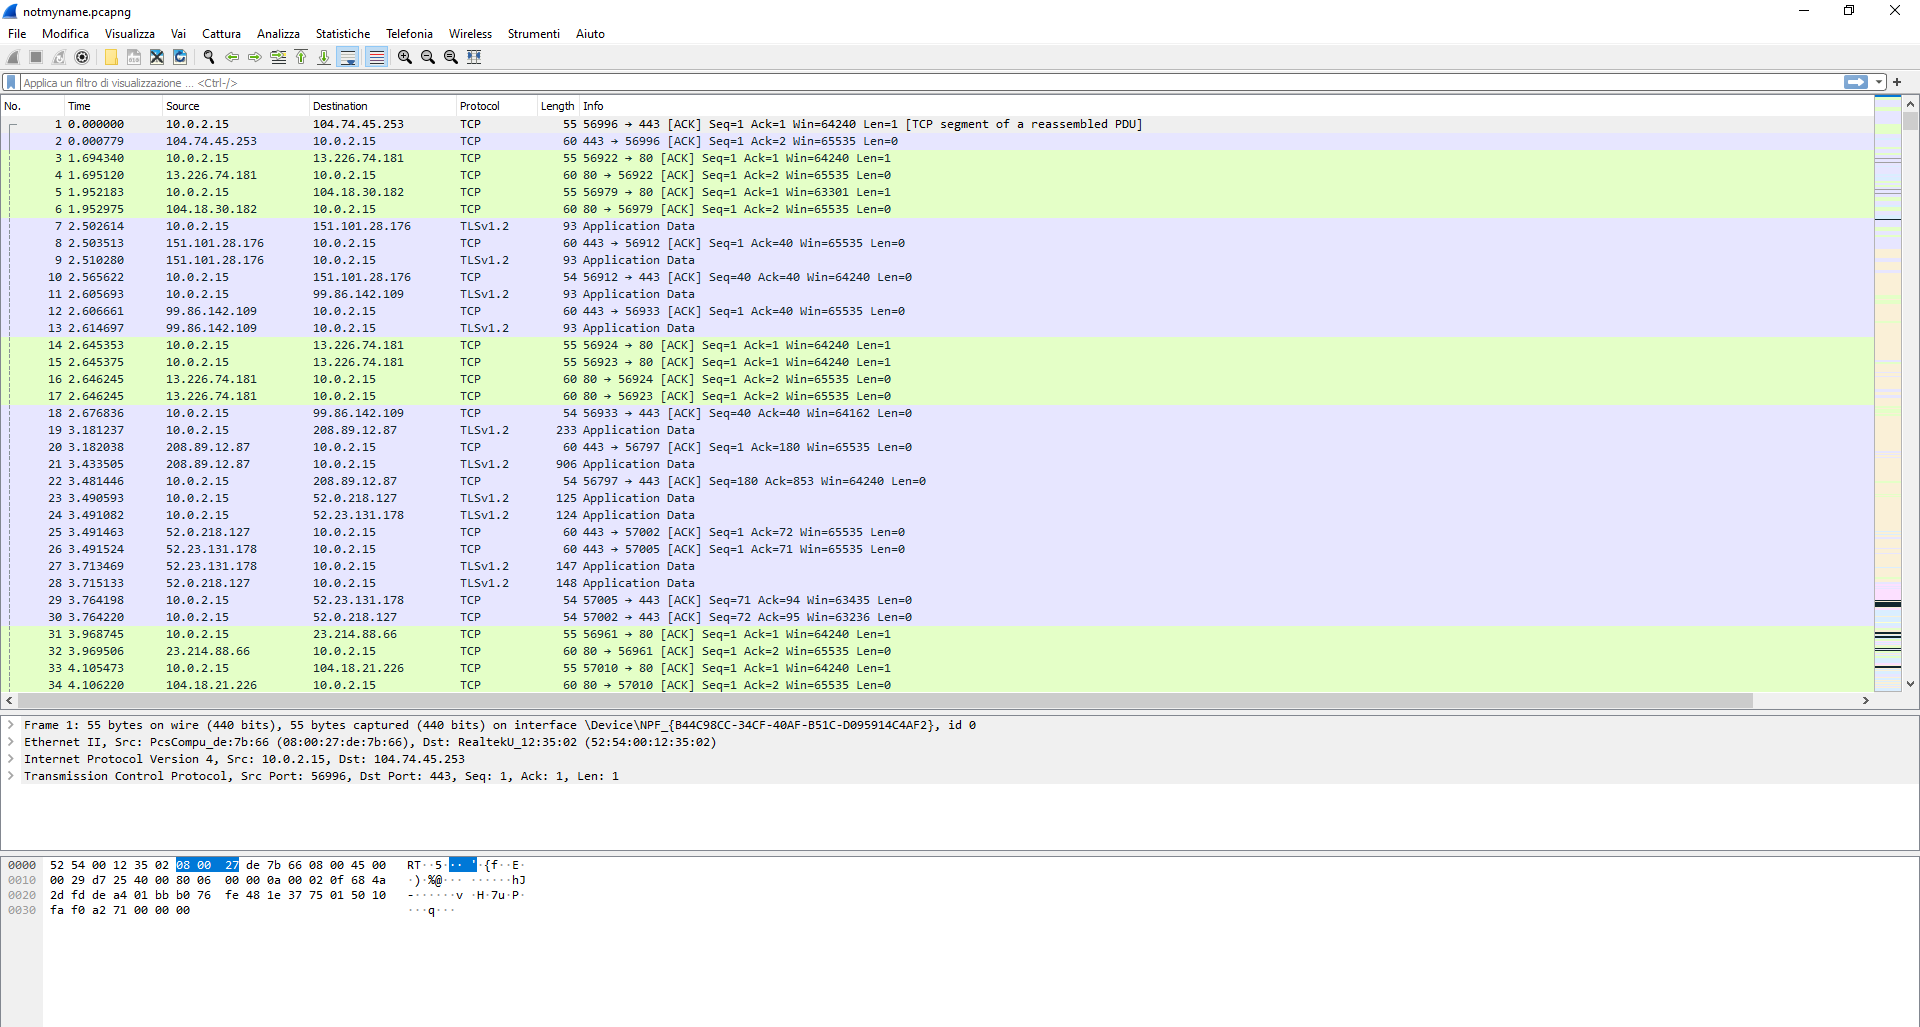 notmyname.pcapng
File Modifica Visualizza Vai Cattura Analizza Statistiche Telefonia Wireless Strumenti Aiuto
Applica un filtro di visualizzazione ... <Ctrl-/>
No. Time Source Destination Protocol Length Info
1 0.000000 10.0.2.15 104.74.45.253 TCP 55 56996 → 443 [ACK] Seq=1 Ack=1 Win=64240 Len=1 [TCP segment of a reassembled PDU]
2 0.000779 104.74.45.253 10.0.2.15 TCP 60 443 → 56996 [ACK] Seq=1 Ack=2 Win=65535 Len=0
3 1.694340 10.0.2.15 13.226.74.181 TCP 55 56922 → 80 [ACK] Seq=1 Ack=1 Win=64240 Len=1
4 1.695120 13.226.74.181 10.0.2.15 TCP 60 80 → 56922 [ACK] Seq=1 Ack=2 Win=65535 Len=0
5 1.952183 10.0.2.15 104.18.30.182 TCP 55 56979 → 80 [ACK] Seq=1 Ack=1 Win=63301 Len=1
6 1.952975 104.18.30.182 10.0.2.15 TCP 60 80 → 56979 [ACK] Seq=1 Ack=2 Win=65535 Len=0
7 2.502614 10.0.2.15 151.101.28.176 TLSv1.2 93 Application Data
8 2.503513 151.101.28.176 10.0.2.15 TCP 60 443 → 56912 [ACK] Seq=1 Ack=40 Win=65535 Len=0
9 2.510280 151.101.28.176 10.0.2.15 TLSv1.2 93 Application Data
10 2.565622 10.0.2.15 151.101.28.176 TCP 54 56912 → 443 [ACK] Seq=40 Ack=40 Win=64240 Len=0
11 2.605693 10.0.2.15 99.86.142.109 TLSv1.2 93 Application Data
12 2.606661 99.86.142.109 10.0.2.15 TCP 60 443 → 56933 [ACK] Seq=1 Ack=40 Win=65535 Len=0
13 2.614697 99.86.142.109 10.0.2.15 TLSv1.2 93 Application Data
14 2.645353 10.0.2.15 13.226.74.181 TCP 55 56924 → 80 [ACK] Seq=1 Ack=1 Win=64240 Len=1
15 2.645375 10.0.2.15 13.226.74.181 TCP 55 56923 → 80 [ACK] Seq=1 Ack=1 Win=64240 Len=1
16 2.646245 13.226.74.181 10.0.2.15 TCP 60 80 → 56924 [ACK] Seq=1 Ack=2 Win=65535 Len=0
17 2.646245 13.226.74.181 10.0.2.15 TCP 60 80 → 56923 [ACK] Seq=1 Ack=2 Win=65535 Len=0
18 2.676836 10.0.2.15 99.86.142.109 TCP 54 56933 → 443 [ACK] Seq=40 Ack=40 Win=64162 Len=0
19 3.181237 10.0.2.15 208.89.12.87 TLSv1.2 233 Application Data
20 3.182038 208.89.12.87 10.0.2.15 TCP 60 443 → 56797 [ACK] Seq=1 Ack=180 Win=65535 Len=0
21 3.433505 208.89.12.87 10.0.2.15 TLSv1.2 906 Application Data
22 3.481446 10.0.2.15 208.89.12.87 TCP 54 56797 → 443 [ACK] Seq=180 Ack=853 Win=64240 Len=0
23 3.490593 10.0.2.15 52.0.218.127 TLSv1.2 125 Application Data
24 3.491082 10.0.2.15 52.23.131.178 TLSv1.2 124 Application Data
25 3.491463 52.0.218.127 10.0.2.15 TCP 60 443 → 57002 [ACK] Seq=1 Ack=72 Win=65535 Len=0
26 3.491524 52.23.131.178 10.0.2.15 TCP 60 443 → 57005 [ACK] Seq=1 Ack=71 Win=65535 Len=0
27 3.713469 52.23.131.178 10.0.2.15 TLSv1.2 147 Application Data
28 3.715133 52.0.218.127 10.0.2.15 TLSv1.2 148 Application Data
29 3.764198 10.0.2.15 52.23.131.178 TCP 54 57005 → 443 [ACK] Seq=71 Ack=94 Win=63435 Len=0
30 3.764220 10.0.2.15 52.0.218.127 TCP 54 57002 → 443 [ACK] Seq=72 Ack=95 Win=63236 Len=0
31 3.968745 10.0.2.15 23.214.88.66 TCP 55 56961 → 80 [ACK] Seq=1 Ack=1 Win=64240 Len=1
32 3.969506 23.214.88.66 10.0.2.15 TCP 60 80 → 56961 [ACK] Seq=1 Ack=2 Win=65535 Len=0
33 4.105473 10.0.2.15 104.18.21.226 TCP 55 57010 → 80 [ACK] Seq=1 Ack=1 Win=64240 Len=1
34 4.106220 104.18.21.226 10.0.2.15 TCP 60 80 → 57010 [ACK] Seq=1 Ack=2 Win=65535 Len=0
Frame 1: 55 bytes on wire (440 bits), 55 bytes captured (440 bits) on interface \Device\NPF_{B44C98CC-34CF-40AF-B51C-D095914C4AF2}, id 0
Ethernet II, Src: PcsCompu_de:7b:66 (08:00:27:de:7b:66), Dst: RealtekU_12:35:02 (52:54:00:12:35:02)
Internet Protocol Version 4, Src: 10.0.2.15, Dst: 104.74.45.253
Transmission Control Protocol, Src Port: 56996, Dst Port: 443, Seq: 1, Ack: 1, Len: 1
0000 52 54 00 12 35 02 08 00 27 de 7b 66 08 00 45 00 RT··5···'·{f··E·
0010 00 29 d7 25 40 00 80 06 00 00 0a 00 02 0f 68 4a ·)·%@·········hJ
0020 2d fd de a4 01 bb b0 76 fe 48 1e 37 75 01 50 10 -······v·H·7u·P·
0030 fa f0 a2 71 00 00 00 ···q···